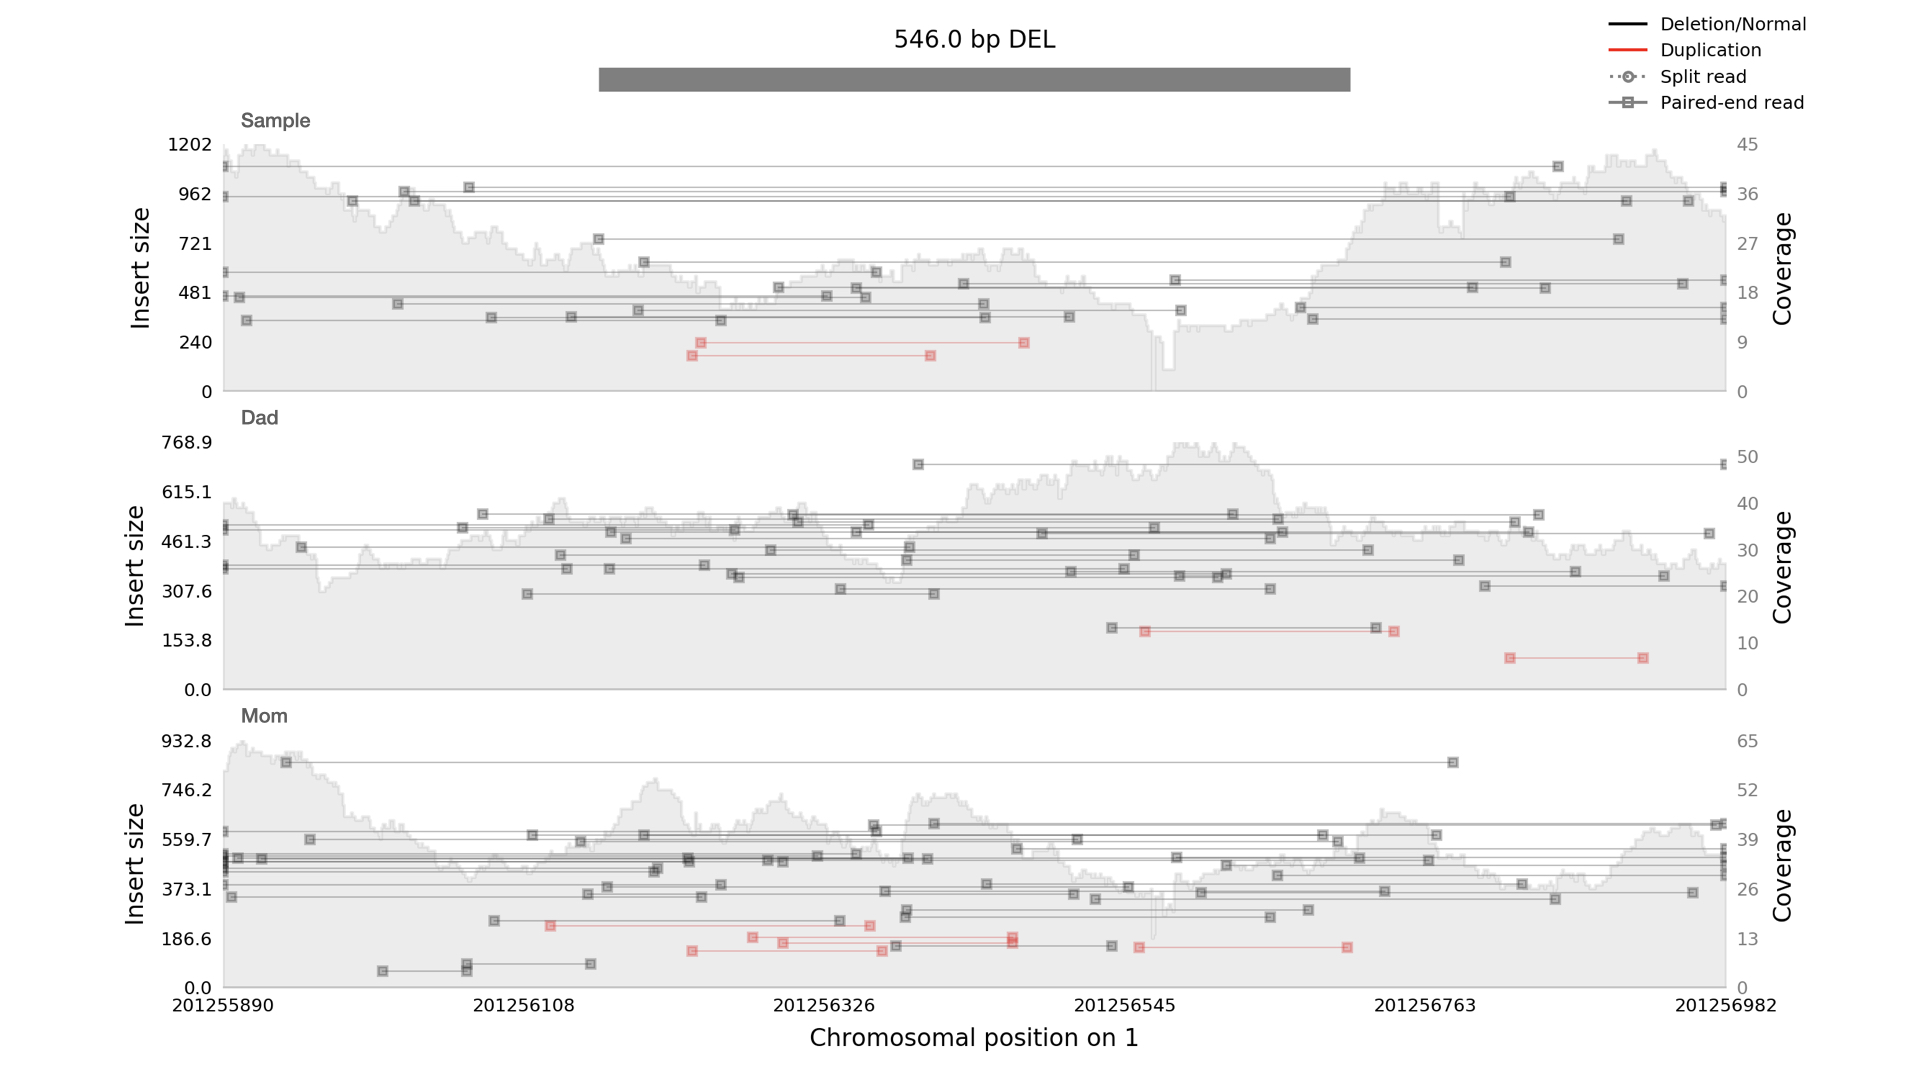 546.0 bp DEL
Deletion/Normal
Duplication
Split read
Paired-end read
Sample
1202
962
721
481
240
0
Insert size
45
36
27
18
9
0
Coverage
Dad
768.9
615.1
461.3
307.6
153.8
0.0
Insert size
50
40
30
20
10
0
Coverage
Mom
932.8
746.2
559.7
373.1
186.6
0.0
Insert size
65
52
39
26
13
0
Coverage
201255890 201256108 201256326 201256545 201256763 201256982
Chromosomal position on 1